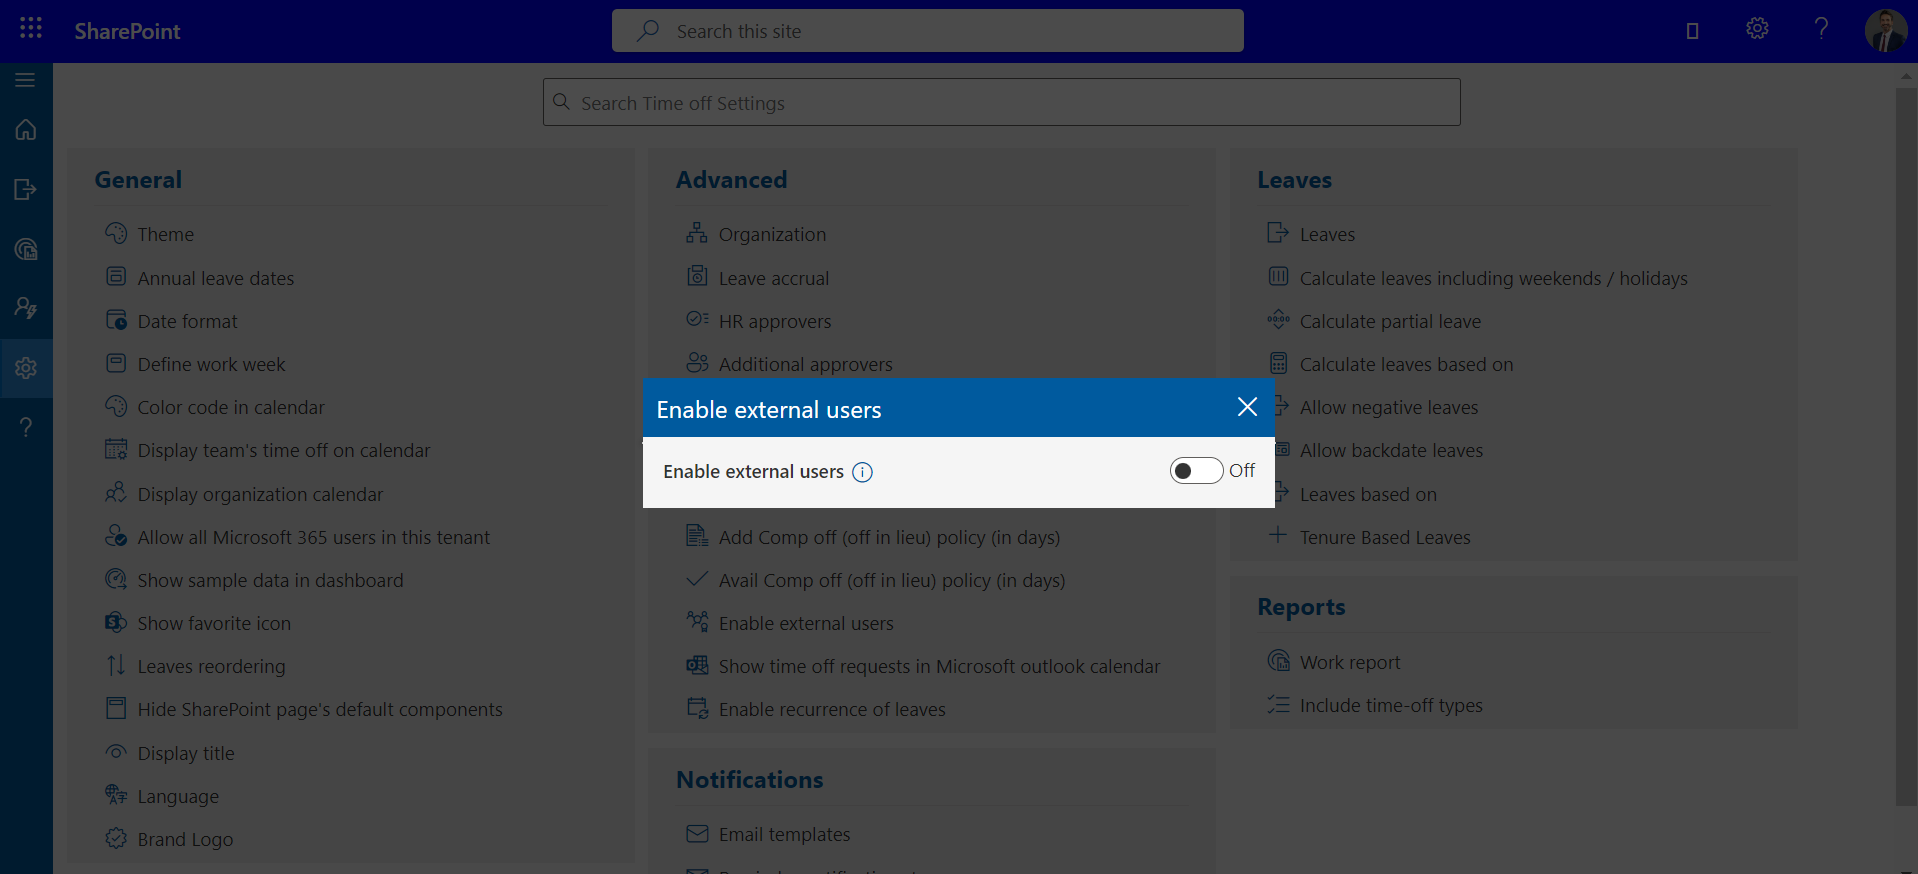 SharePoint
Search this site
Search Time off Settings
General
Theme
Annual leave dates
Date format
Define work week
Color code in calendar
Display team's time off on calendar
Display organization calendar
Allow all Microsoft 365 users in this tenant
Show sample data in dashboard
Show favorite icon
Leaves reordering
Hide SharePoint page's default components
Display title
Language
Brand Logo
Advanced
Organization
Leave accrual
HR approvers
Additional approvers
Enable external users
Enable external users
Off
Add Comp off (off in lieu) policy (in days)
Avail Comp off (off in lieu) policy (in days)
Enable external users
Show time off requests in Microsoft outlook calendar
Enable recurrence of leaves
Notifications
Email templates
Leaves
Leaves
Calculate leaves including weekends / holidays
Calculate partial leave
Calculate leaves based on
Allow negative leaves
Allow backdate leaves
Leaves based on
Tenure Based Leaves
Reports
Work report
Include time-off types